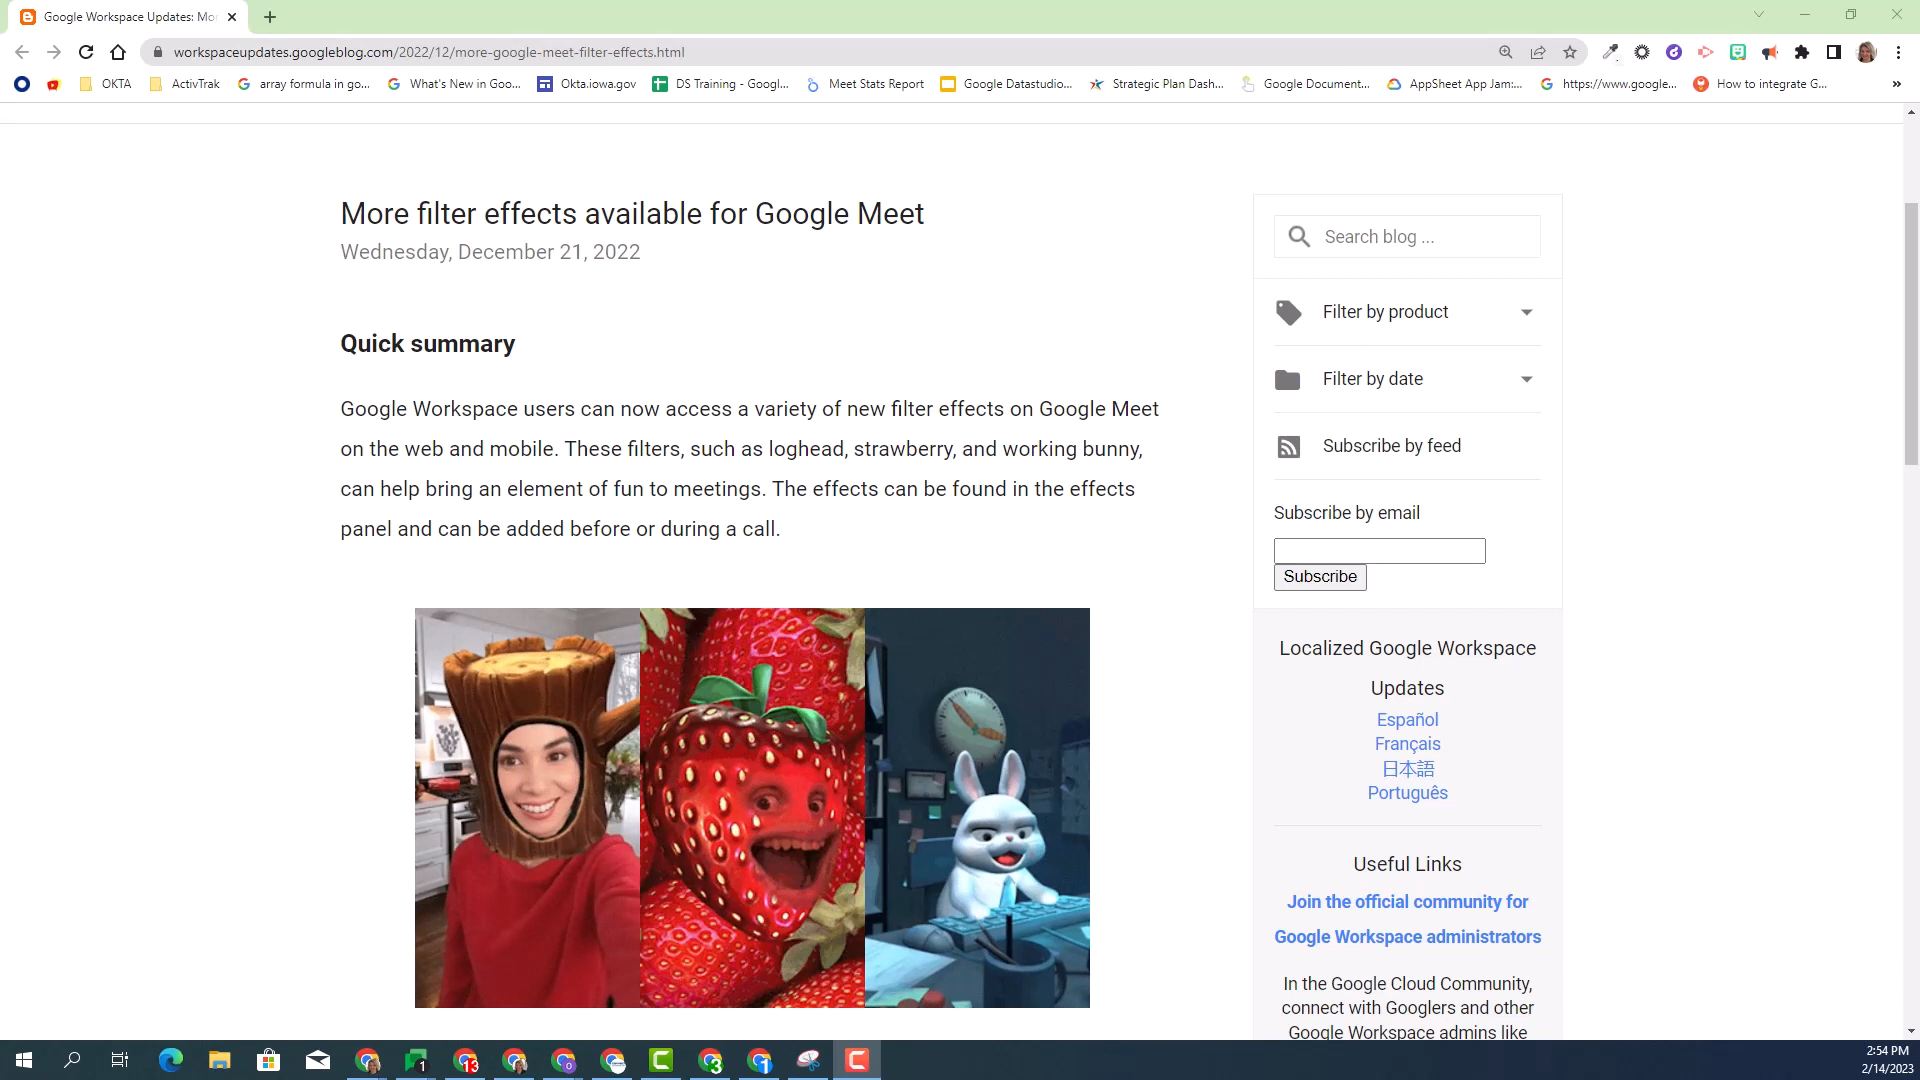 Google Workspace Updates: Mor
workspaceupdates.googleblog.com/2022/12/more-google-meet-filter-effects.html
OKTA
ActivTrak
array formula in go...
What's New in Goo...
Okta.iowa.gov
DS Training - Googl...
Meet Stats Report
Google Datastudio...
Strategic Plan Dash...
Google Document...
AppSheet App Jam:...
https://www.google...
How to integrate G...
»
More filter effects available for Google Meet
Wednesday, December 21, 2022
Quick summary
Google Workspace users can now access a variety of new filter effects on Google Meet
on the web and mobile. These filters, such as loghead, strawberry, and working bunny,
can help bring an element of fun to meetings. The effects can be found in the effects
panel and can be added before or during a call.
Search blog ...
Filter by product
Filter by date
Subscribe by feed
Subscribe by email
Subscribe
Localized Google Workspace
Updates
Español
Français
日本語
Português
Useful Links
Join the official community for
Google Workspace administrators
In the Google Cloud Community,
connect with Googlers and other
Google Workspace admins like
1
13
3
1
2:54 PM
2/14/2023